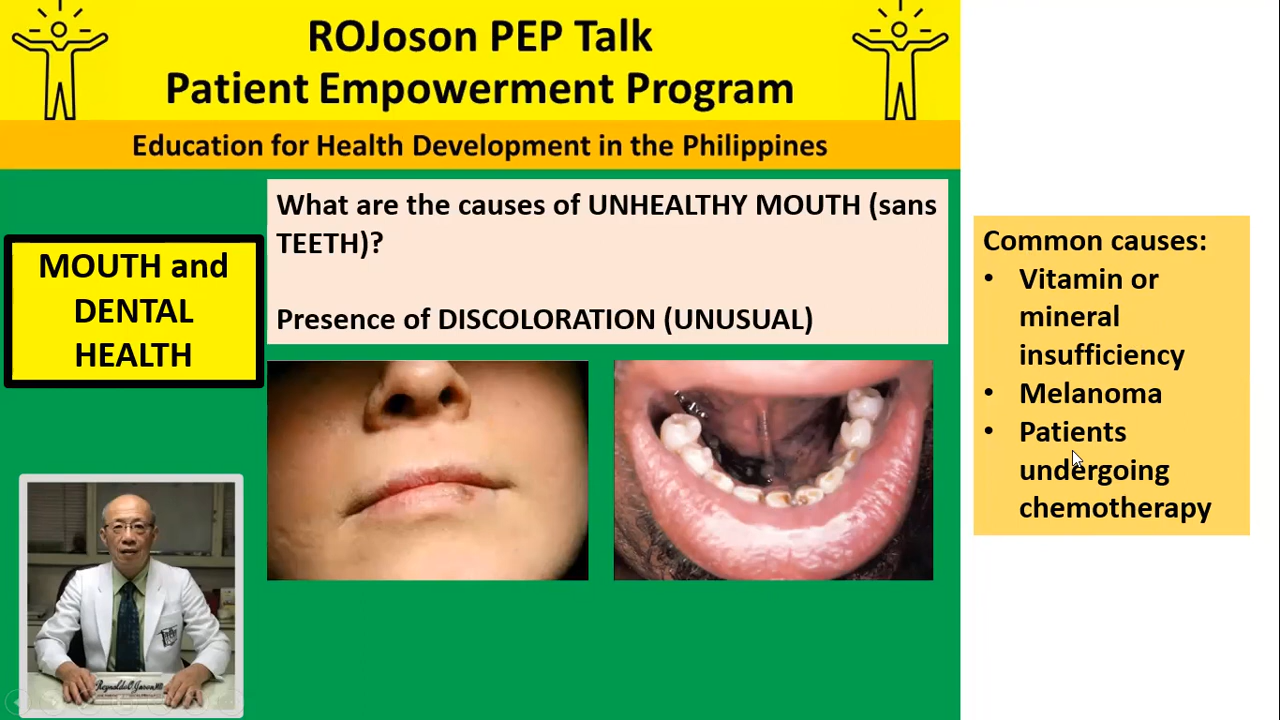 ROJoson PEP Talk
Patient Empowerment Program
Education for Health Development in the Philippines
MOUTH and
DENTAL
HEALTH
What are the causes of UNHEALTHY MOUTH (sans
TEETH)?
Presence of DISCOLORATION (UNUSUAL)
Common causes:
• Vitamin or
mineral
insufficiency
• Melanoma
• Patients
undergoing
chemotherapy